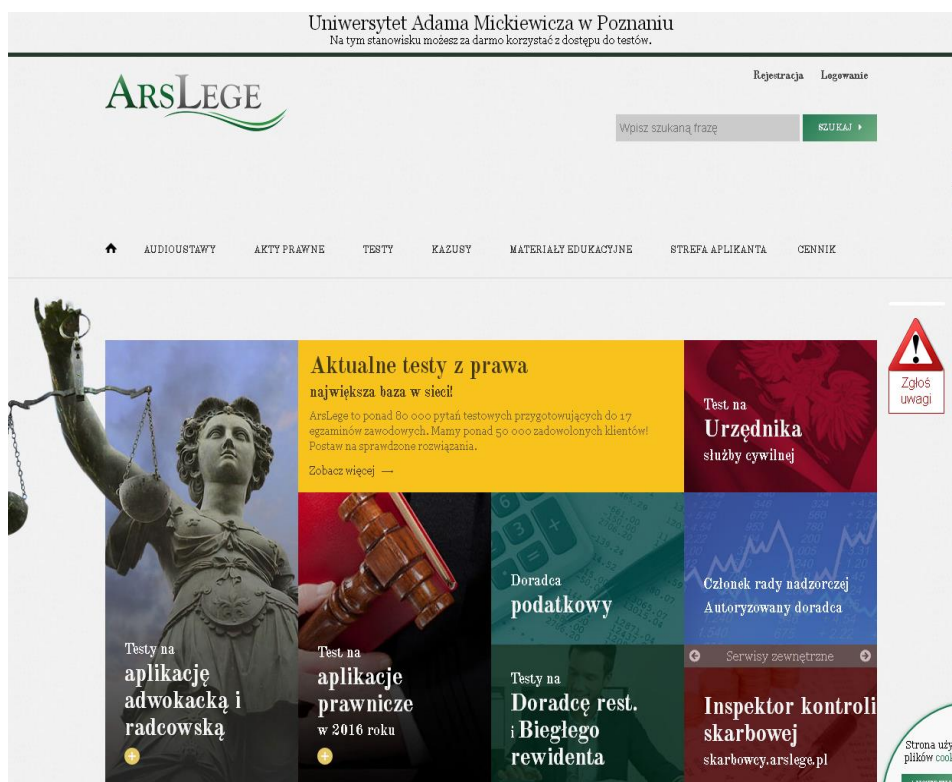 Uniwersytet Adama Mickiewicza w Poznaniu
Na tym stanowisku możesz za darmo korzystać z dostępu do testów.
Rejestracja Logowanie
ARSLEGE
Wpisz szukaną frazę
SZUKAJ
AUDIOUSTAWY AKTY PRAWNE TESTY KAZUSY MATERIAŁY EDUKACYJNE STREFA APLIKANTA CENNIK
Aktualne testy z prawa
największa baza w sieci!
ArsLege to ponad 80 000 pytań testowych przygotowujących do 17
egzaminów zawodowych. Mamy ponad 50 000 zadowolonych klientów!
Postaw na sprawdzone rozwiązania.
Zobacz więcej →
Test na
Urzędnika
służby cywilnej
Zgłoś
uwagi
Testy na
aplikację
adwokacką i
radcowską
Test na
aplikacje
prawnicze
w 2016 roku
Doradca
podatkowy
Członek rady nadzorczej
Autoryzowany doradca
Serwisy zewnętrzne
Testy na
Doradcę rest.
i Biegłego
rewidenta
Inspektor kontroli
skarbowej
skarbowcy.arslege.pl
Strona uży
plików cook